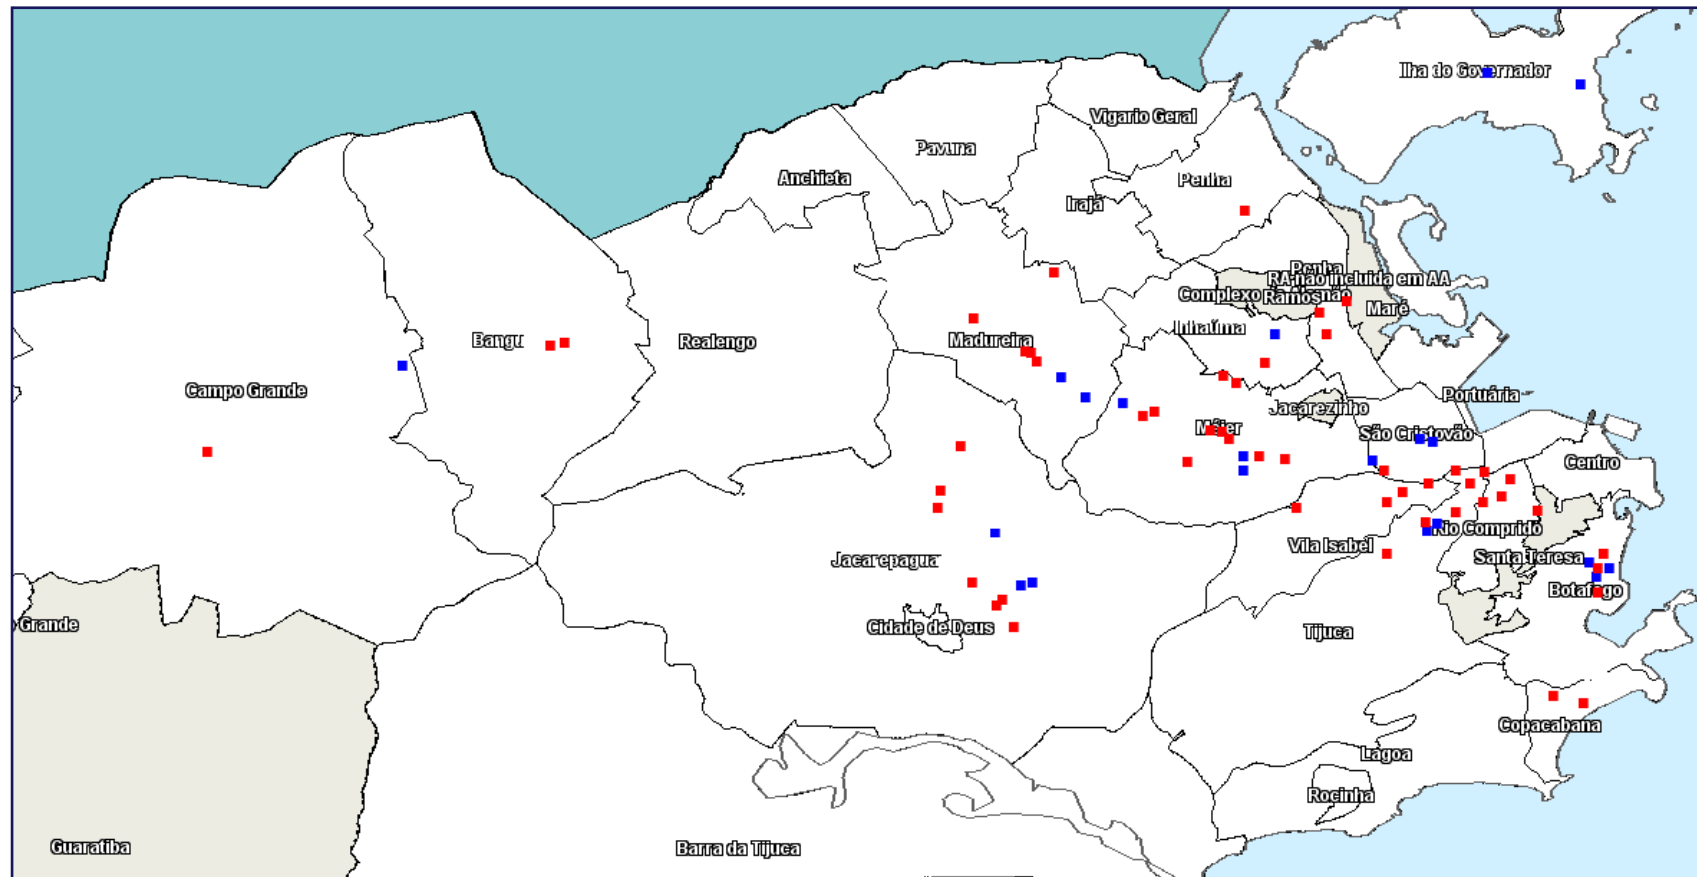 Ilha do Governador
Vigario Geral
Pavuna
Anchieta
Penha
Irajá
Penha
RA não incluida em AA
Complexo
Ramos
Maré
Inhaúma
Bangu
Realengo
Madureira
Campo Grande
Portuária
Jacarezinho
Méier
São Cristovão
Centro
Rio Comprido
Vila Isabel
Santa Teresa
Jacarepagua
Botafogo
Grande
Cidade de Deus
Tijuca
Copacabana
Lagoa
Rocinha
Guaratiba
Barra da Tijuca